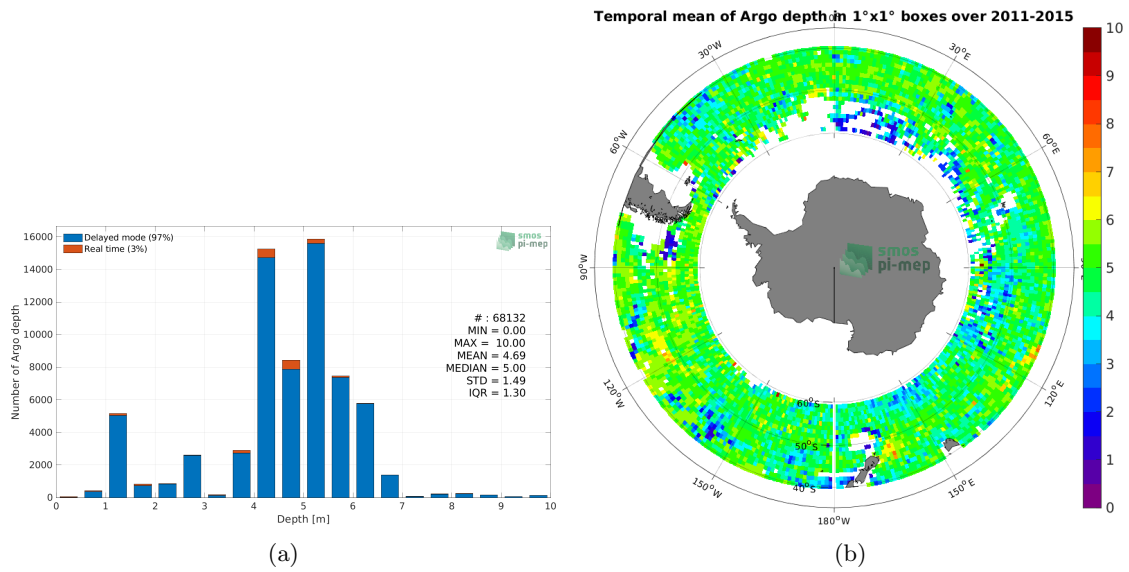 Temporal mean of Argo depth in 1°x1° boxes over 2011-2015
Delayed mode (97%)
Real time (3%)
smos
pi-mep
# : 68132
MIN = 0.00
MAX = 10.00
MEAN = 4.69
MEDIAN = 5.00
STD = 1.49
IQR = 1.30
Number of Argo depth
16000
14000
12000
10000
8000
6000
4000
2000
0
0 1 2 3 4 5 6 7 8 9 10
Depth [m]
(a)
30°W
30°E
60°W
60°E
90°W
120°W
120°E
150°W
150°E
180°W
60°S
50°S
40°S
smos
pi-mep
10
9
8
7
6
5
4
3
2
1
0
(b)